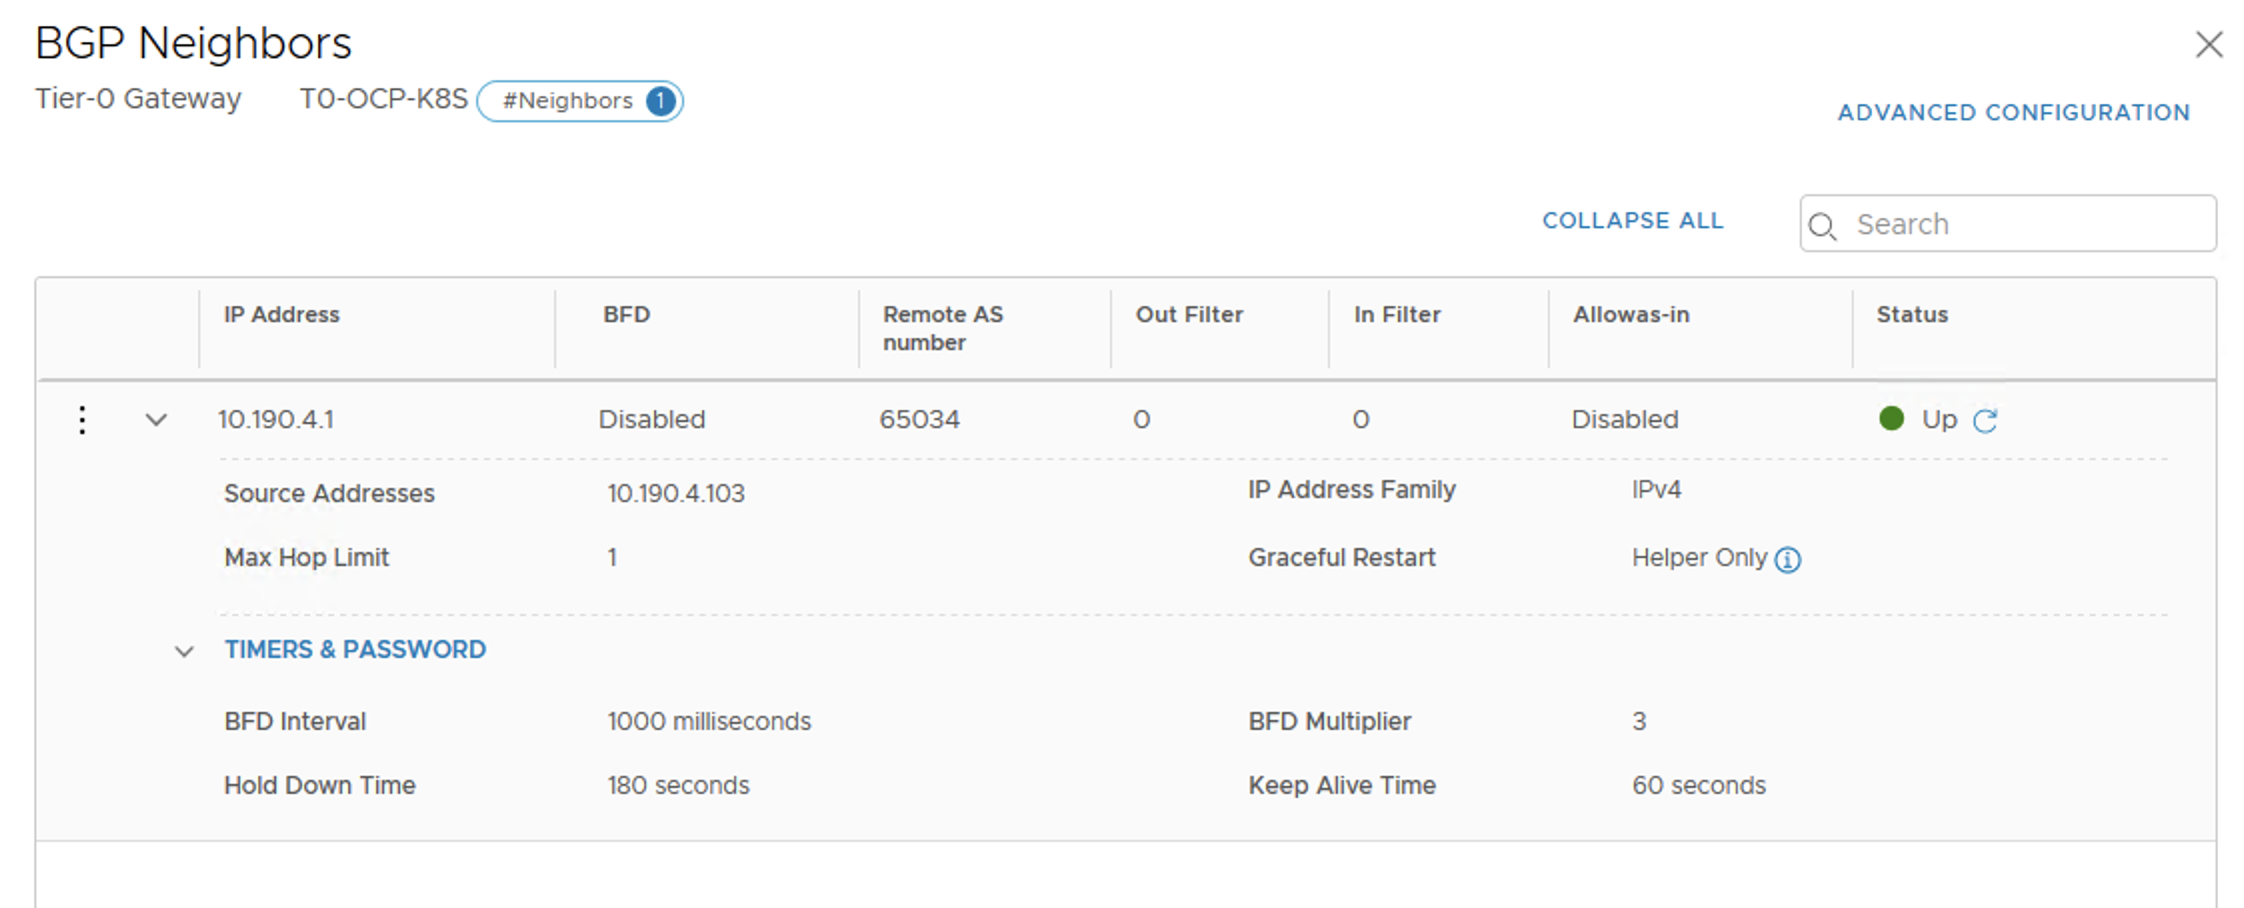 BGP Neighbors
Tier-0 Gateway T0-OCP-K8S #Neighbors 1
ADVANCED CONFIGURATION
COLLAPSE ALL Search
IP Address BFD Remote AS number Out Filter In Filter Allowas-in Status
10.190.4.1 Disabled 65034 0 0 Disabled Up
Source Addresses 10.190.4.103 IP Address Family IPv4
Max Hop Limit 1 Graceful Restart Helper Only
TIMERS & PASSWORD
BFD Interval 1000 milliseconds BFD Multiplier 3
Hold Down Time 180 seconds Keep Alive Time 60 seconds